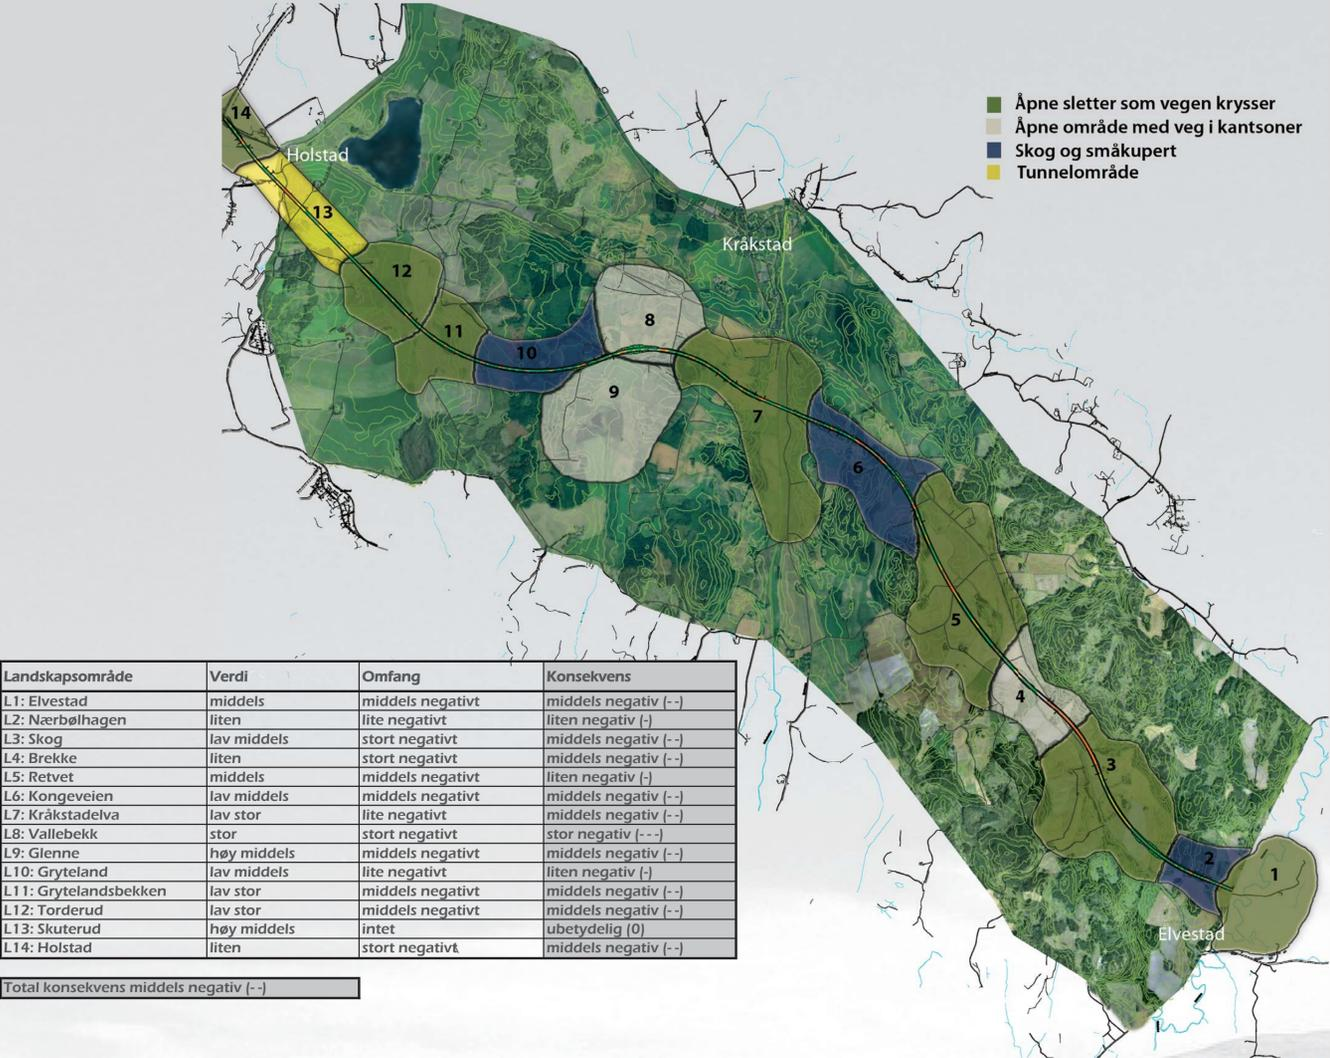 Åpne sletter som vegen krysser
Åpne område med veg i kantsoner
Skog og småkupert
Tunnelområde
14
Holstad
13
Kråkstad
12
11
8
10
9
7
6
5
4
3
2
1
Elvestad
Landskapsområde Verdi Omfang Konsekvens
L1: Elvestad middels middels negativt middels negativ (--)
L2: Nærbølhagen liten lite negativt liten negativ (-)
L3: Skog lav middels stort negativt middels negativ (--)
L4: Brekke liten stort negativt middels negativ (--)
L5: Retvet middels middels negativt liten negativ (-)
L6: Kongeveien lav middels middels negativt middels negativ (--)
L7: Kråkstadelva lav stor lite negativt middels negativ (--)
L8: Vallebekk stor stort negativt stor negativ (---)
L9: Glenne høy middels middels negativt middels negativ (--)
L10: Gryteland lav middels lite negativt liten negativ (-)
L11: Grytelandsbekken lav stor middels negativt middels negativ (--)
L12: Torderud lav stor middels negativt middels negativ (--)
L13: Skuterud høy middels intet ubetydelig (0)
L14: Holstad liten stort negativt middels negativ (--)
Total konsekvens middels negativ (--)